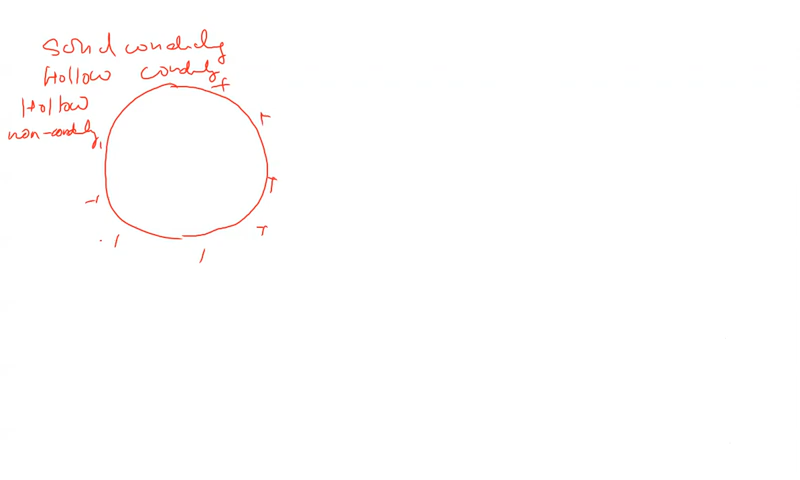 Solid conducting
Hollow conducting
Hollow
non-conducting
+
+
+
+